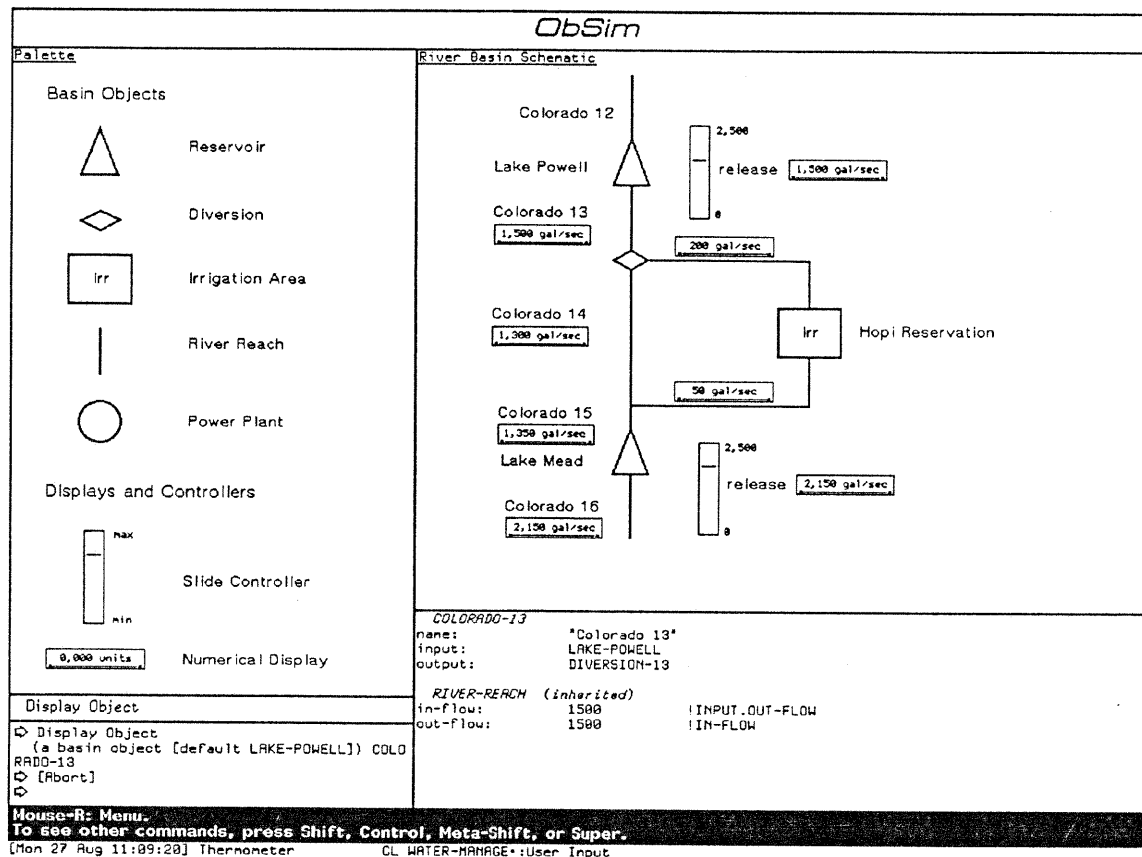 ObSim
Palette
Basin Objects
Reservoir
Diversion
Irr
Irrigation Area
River Reach
Power Plant
Displays and Controllers
max
Slide Controller
min
0,000 units
Numerical Display
River Basin Schematic
Colorado 12
2,500
Lake Powell
release
1,500 gal/sec
0
Colorado 13
1,500 gal/sec
200 gal/sec
Colorado 14
1,300 gal/sec
Irr
Hopi Reservation
50 gal/sec
Colorado 15
1,350 gal/sec
2,500
Lake Mead
release
2,150 gal/sec
Colorado 16
2,150 gal/sec
0
COLORADO-13
name: "Colorado 13"
input: LAKE-POWELL
output: DIVERSION-13
RIVER-REACH (inherited)
in-flow: 1500 !INPUT.OUT-FLOW
out-flow: 1500 !IN-FLOW
Display Object
Display Object
(a basin object [default LAKE-POWELL]) COLO
RADO-13
[Abort]
Mouse-R: Menu.
To see other commands, press Shift, Control, Meta-Shift, or Super.
[Mon 27 Aug 11:09:20] Thermometer CL WATER-MANAGE•:User Input